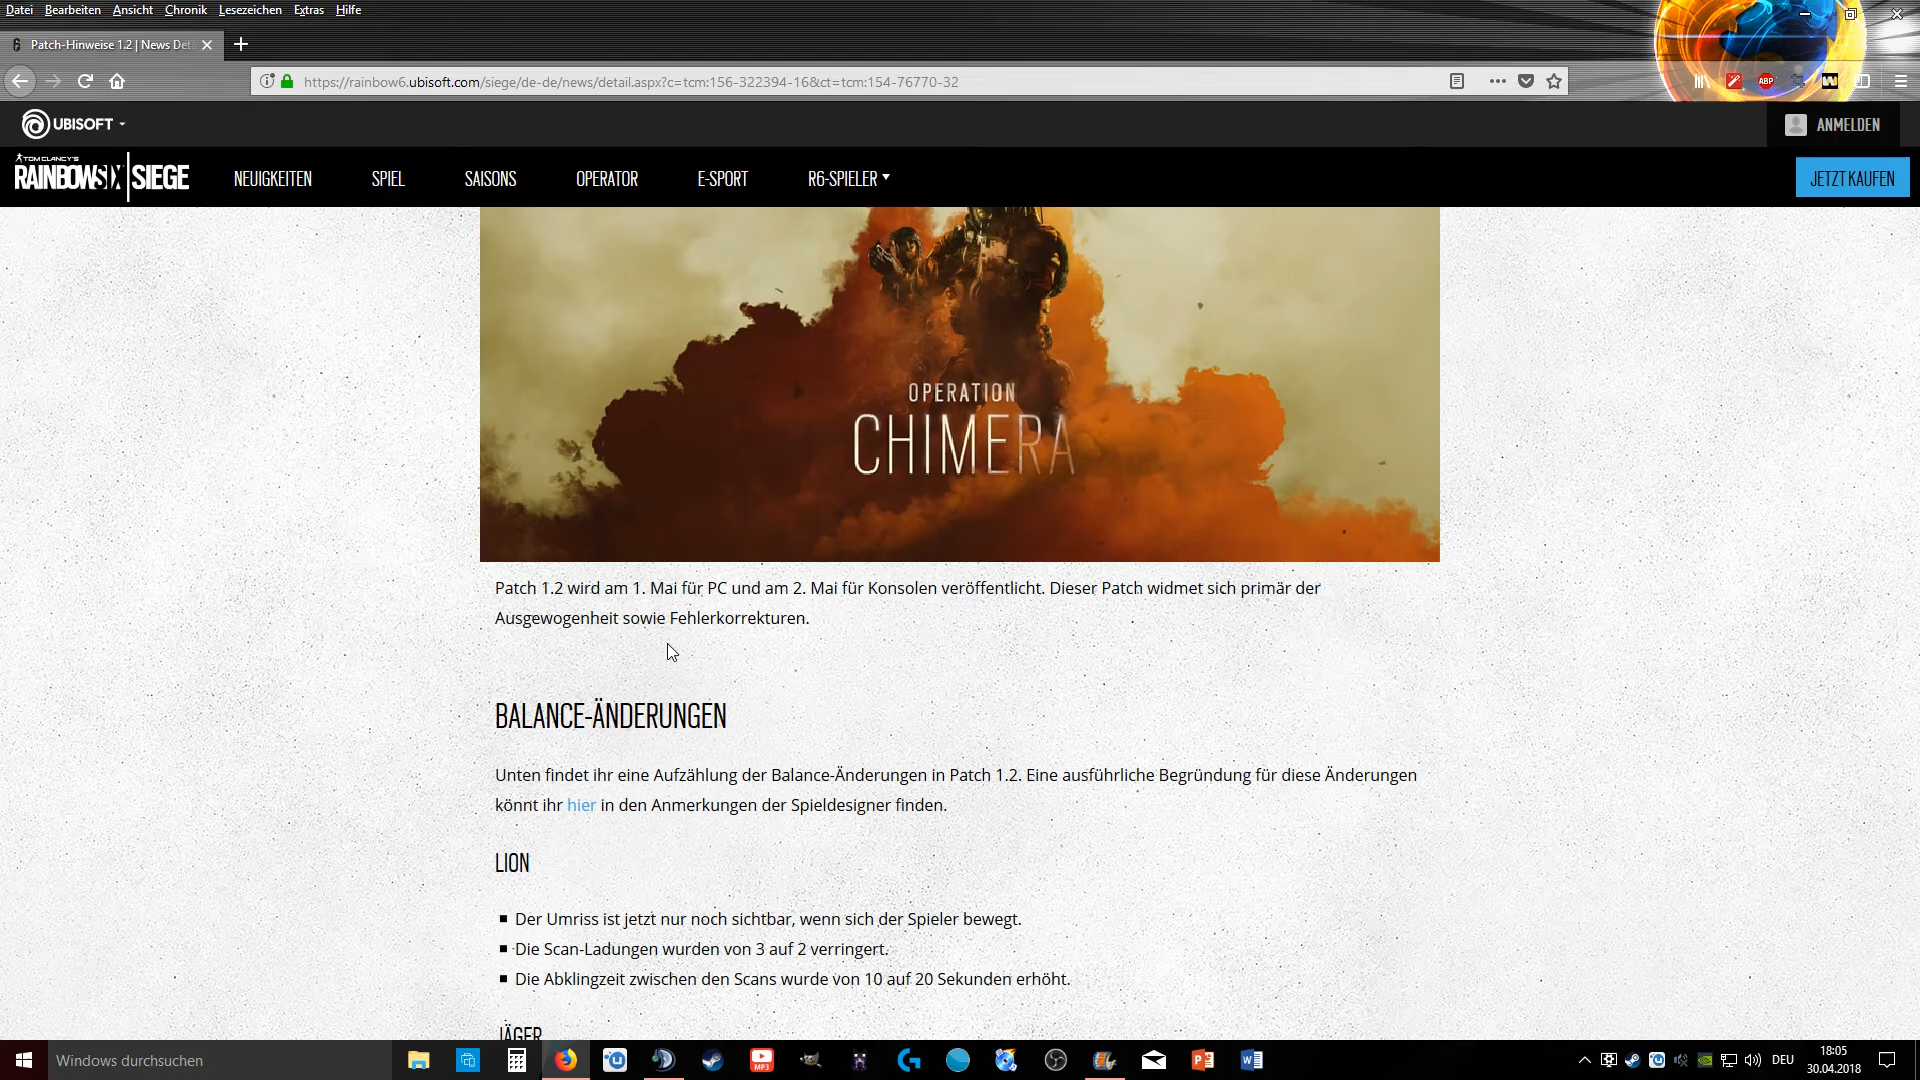 Datei Bearbeiten Ansicht Chronik Lesezeichen Extras Hilfe
Patch-Hinweise 1.2 | News Deta
https://rainbow6.ubisoft.com/siege/de-de/news/detail.aspx?c=tcm:156-322394-16&ct=tcm:154-76770-32
ABP
UBISOFT
ANMELDEN
TOM CLANCY'S
RAINBOW SIX | SIEGE
NEUIGKEITEN SPIEL SAISONS OPERATOR E-SPORT R6-SPIELER
JETZT KAUFEN
OPERATION
CHIMERA
Patch 1.2 wird am 1. Mai für PC und am 2. Mai für Konsolen veröffentlicht. Dieser Patch widmet sich primär der
Ausgewogenheit sowie Fehlerkorrekturen.
BALANCE-ÄNDERUNGEN
Unten findet ihr eine Aufzählung der Balance-Änderungen in Patch 1.2. Eine ausführliche Begründung für diese Änderungen
könnt ihr hier in den Anmerkungen der Spieldesigner finden.
LION
Der Umriss ist jetzt nur noch sichtbar, wenn sich der Spieler bewegt.
Die Scan-Ladungen wurden von 3 auf 2 verringert.
Die Abklingzeit zwischen den Scans wurde von 10 auf 20 Sekunden erhöht.
JÄGER
Windows durchsuchen
MP3
DEU
18:05
30.04.2018